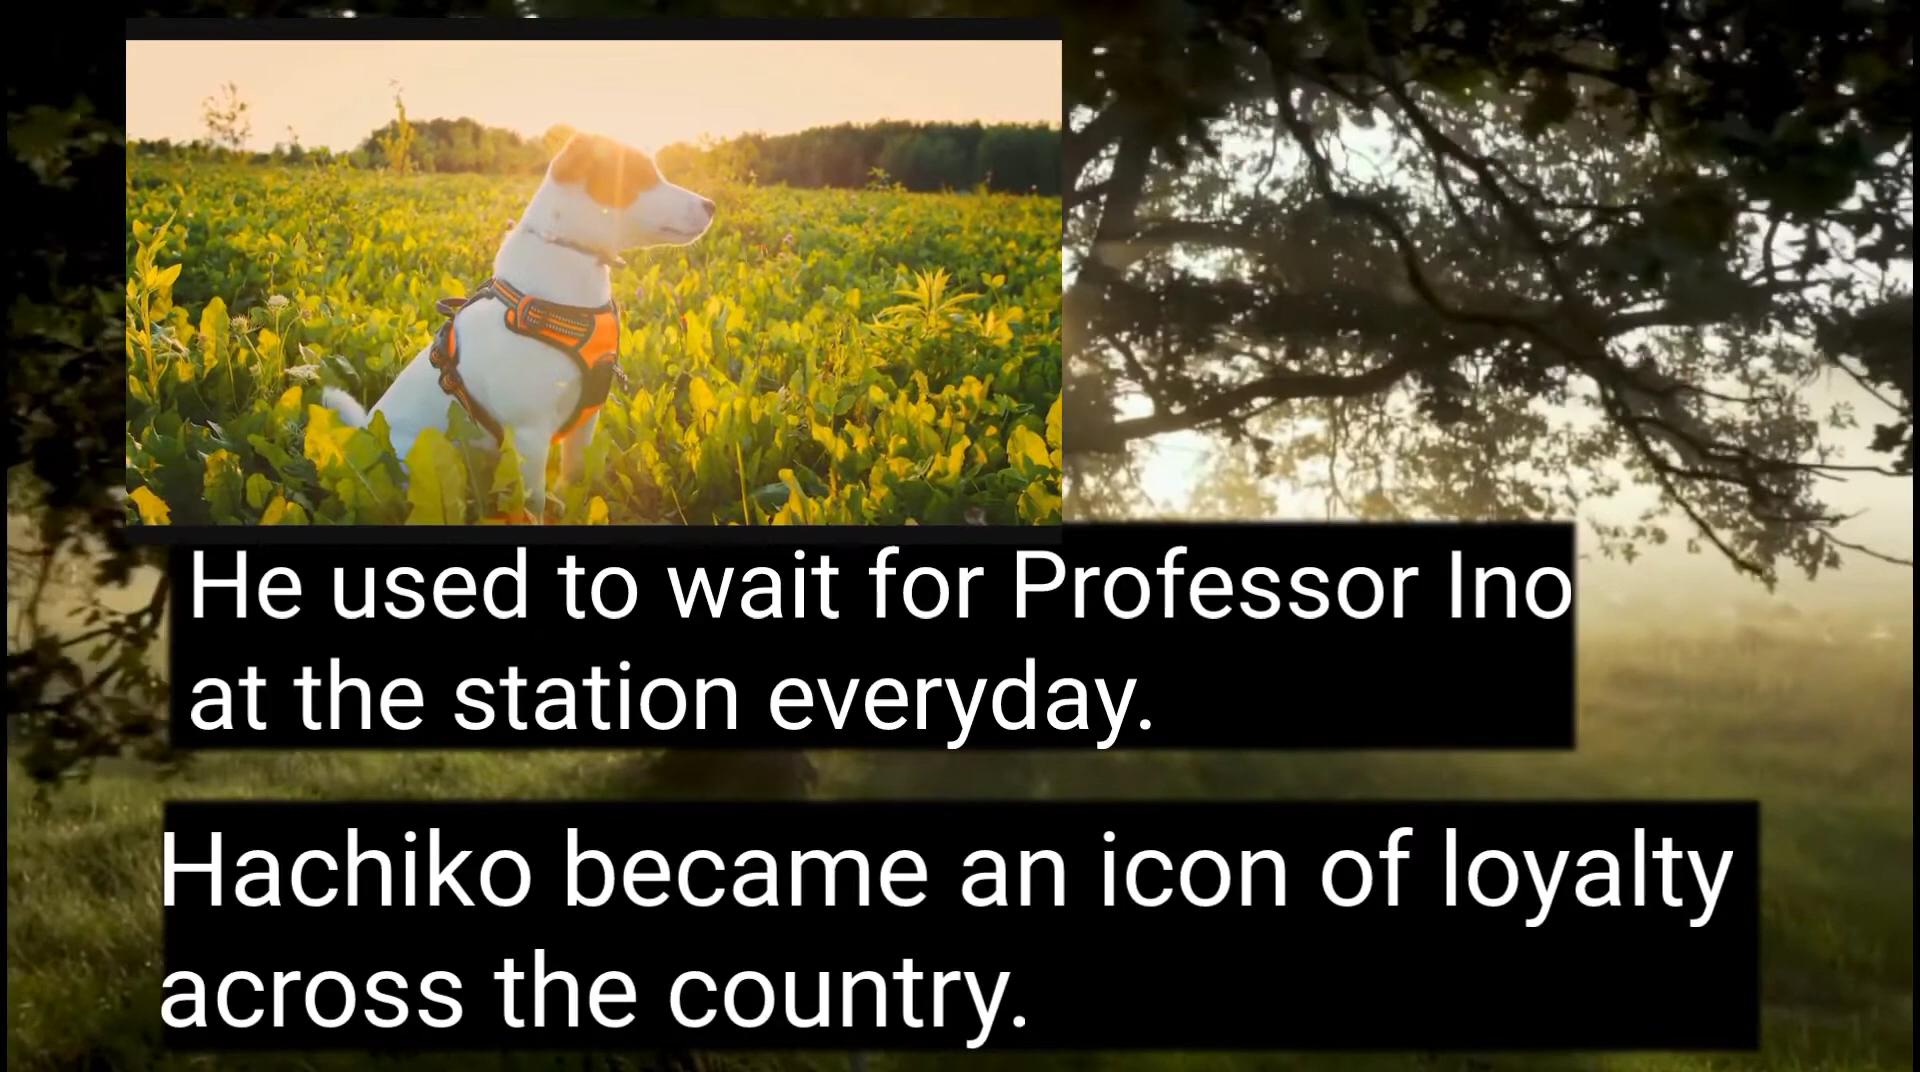 He used to wait for Professor Ino
at the station everyday.
Hachiko became an icon of loyalty
across the country.